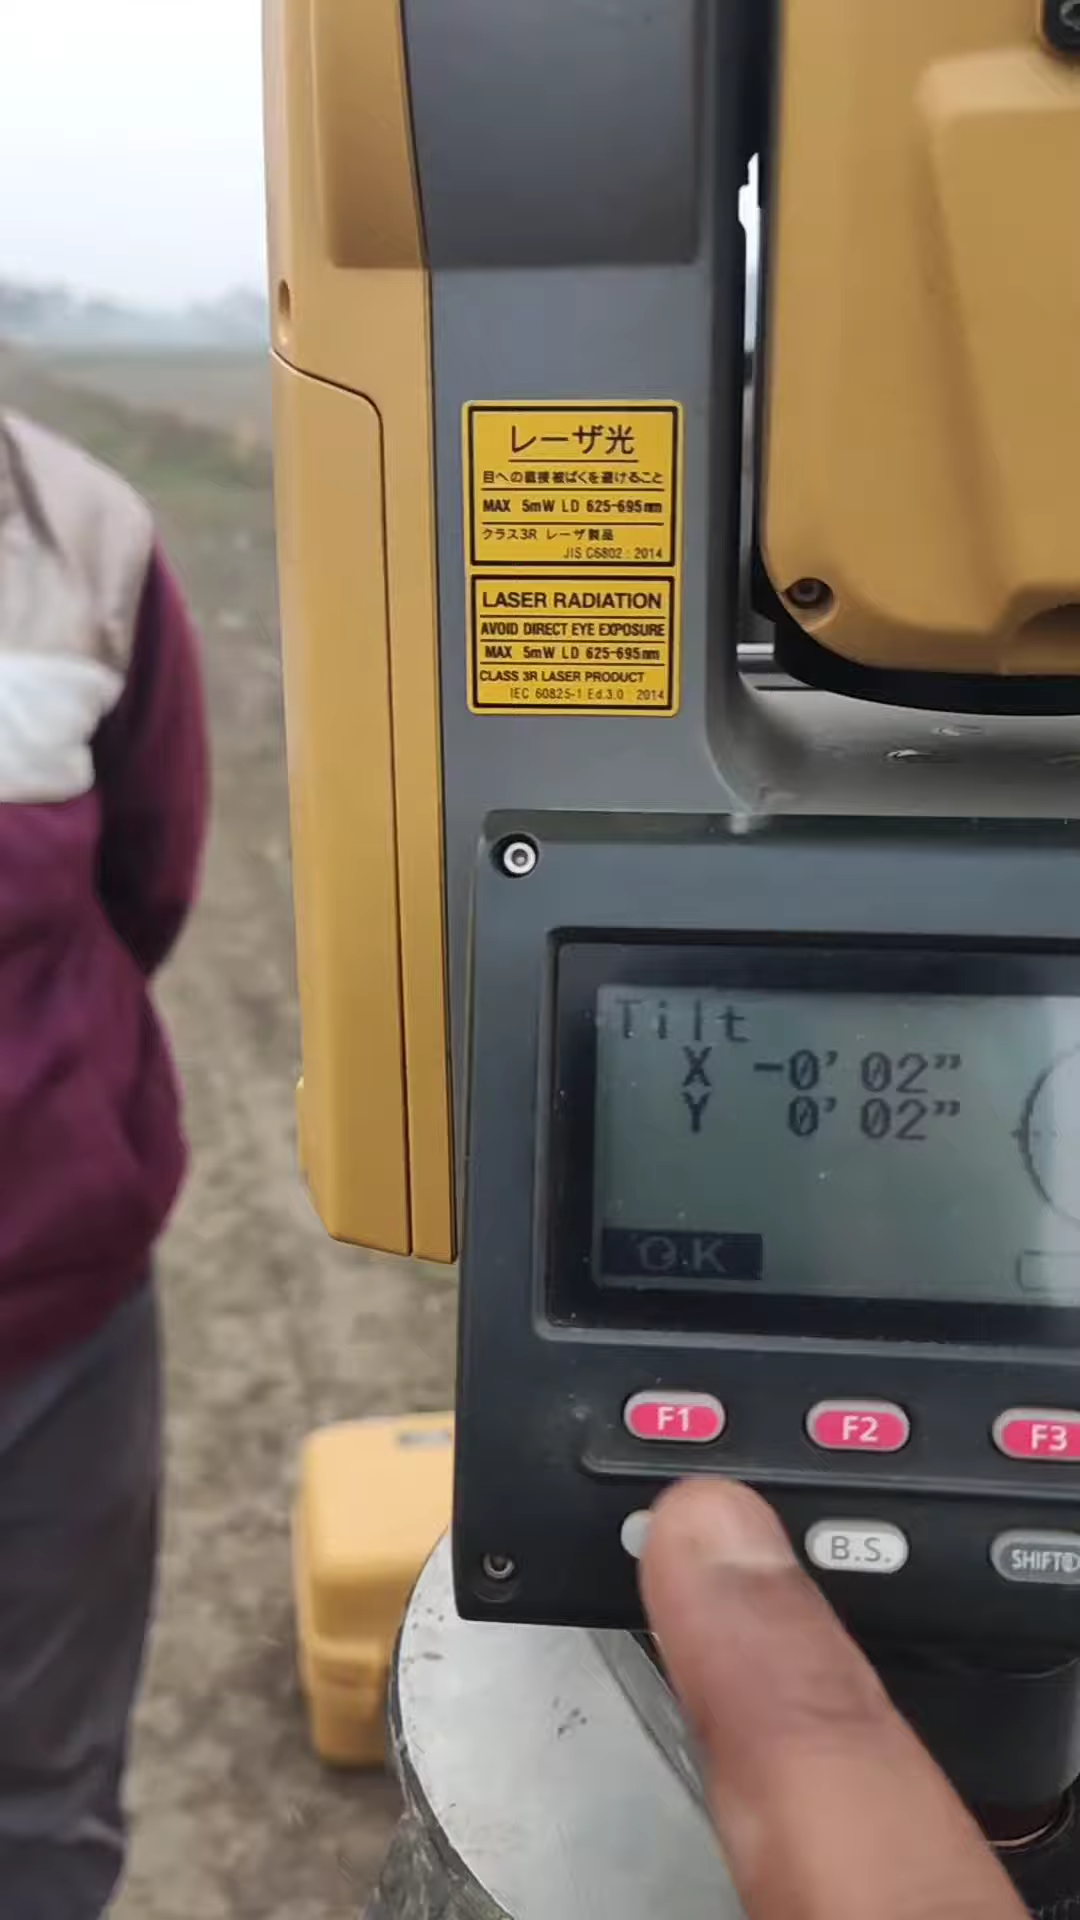 レーザ光
目への直接被ばくを避けること
MAX 5mW LD 625-695nm
クラス3R レーザ製品
JIS C6802 : 2014
LASER RADIATION
AVOID DIRECT EYE EXPOSURE
MAX 5mW LD 625-695nm
CLASS 3R LASER PRODUCT
IEC 60825-1 Ed.3.0 : 2014
Tilt
X -0' 02"
Y 0' 02"
OK
F1 F2 F3
B.S. SHIFT